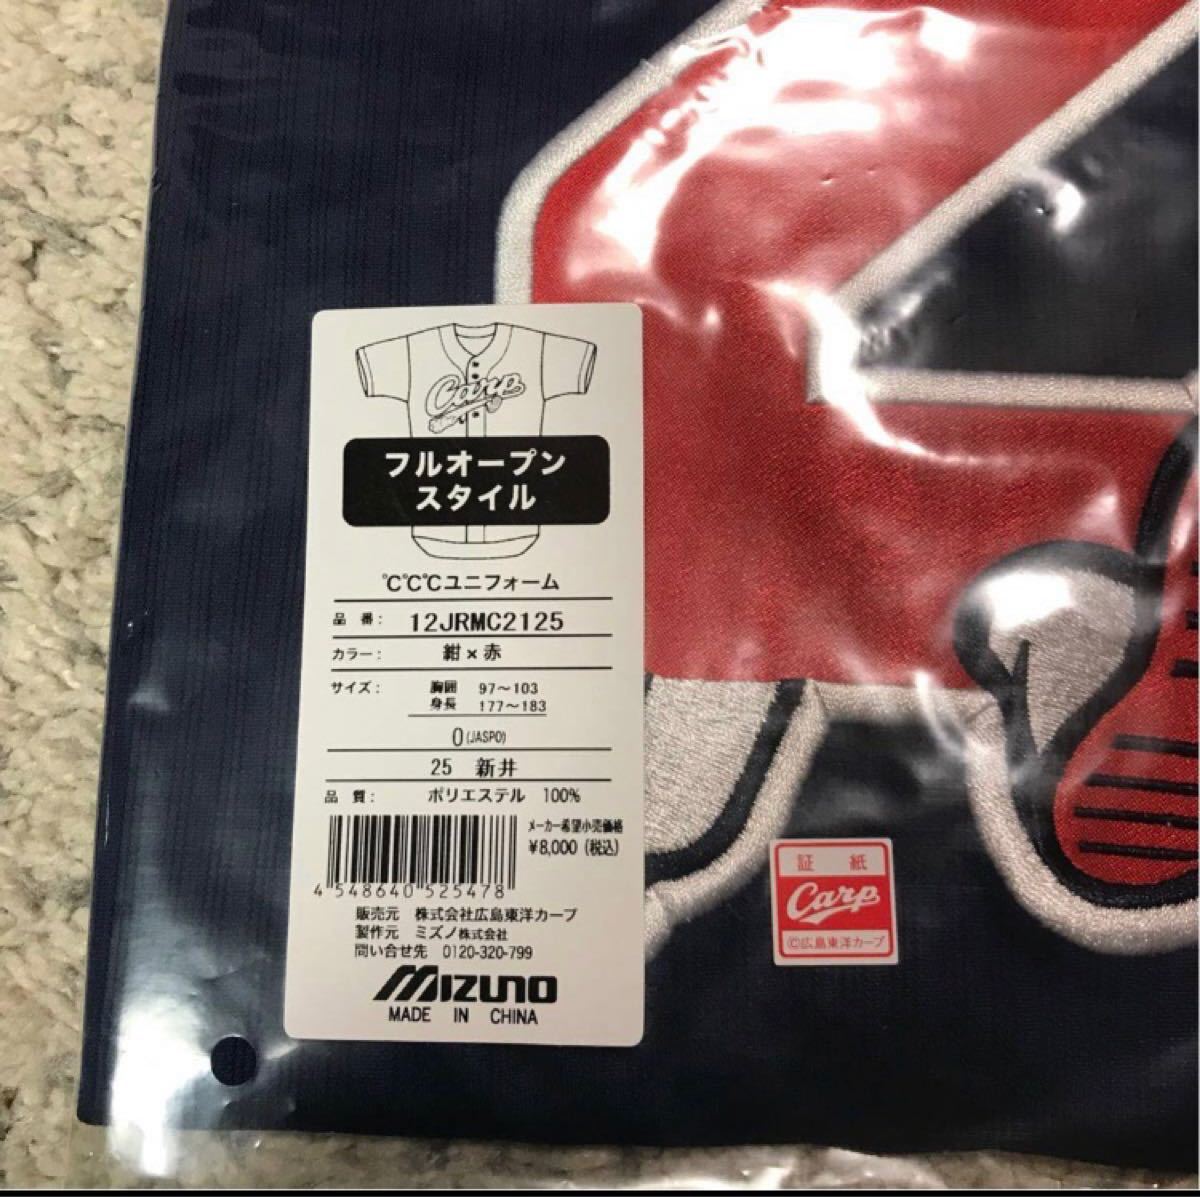 Carp
フルオープン
スタイル
℃℃℃ユニフォーム
品 番: 12JRMC2125
カラー: 紺×赤
サイズ: 胸囲 97～103
身長 177～183
O(JASPO)
25 新井
品 質: ポリエステル 100%
メーカー希望小売価格
¥8,000 (税込)
4 548640 525478
販売元 株式会社広島東洋カープ
製作元 ミズノ株式会社
問い合せ先 0120-320-799
MIZUNO
MADE IN CHINA
証 紙
Carp
©広島東洋カープ